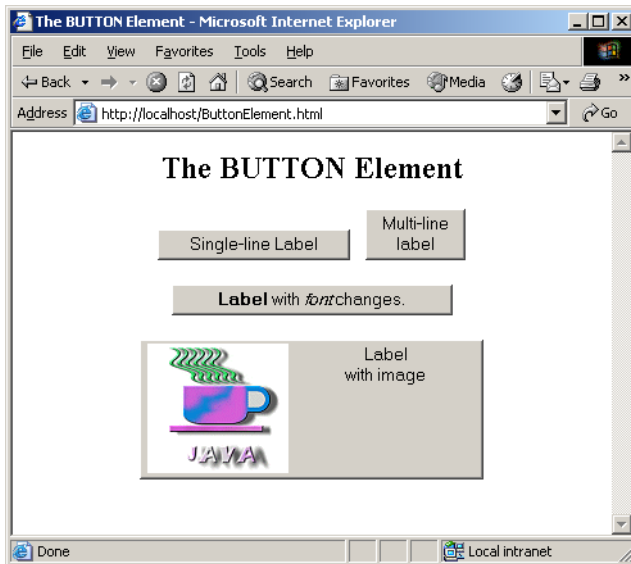 The BUTTON Element - Microsoft Internet Explorer
File Edit View Favorites Tools Help
Back Search Favorites Media »
Address http://localhost/ButtonElement.html Go
The BUTTON Element
Single-line Label
Multi-line
label
Label with font changes.
Label
with image
JAVA
Done Local intranet